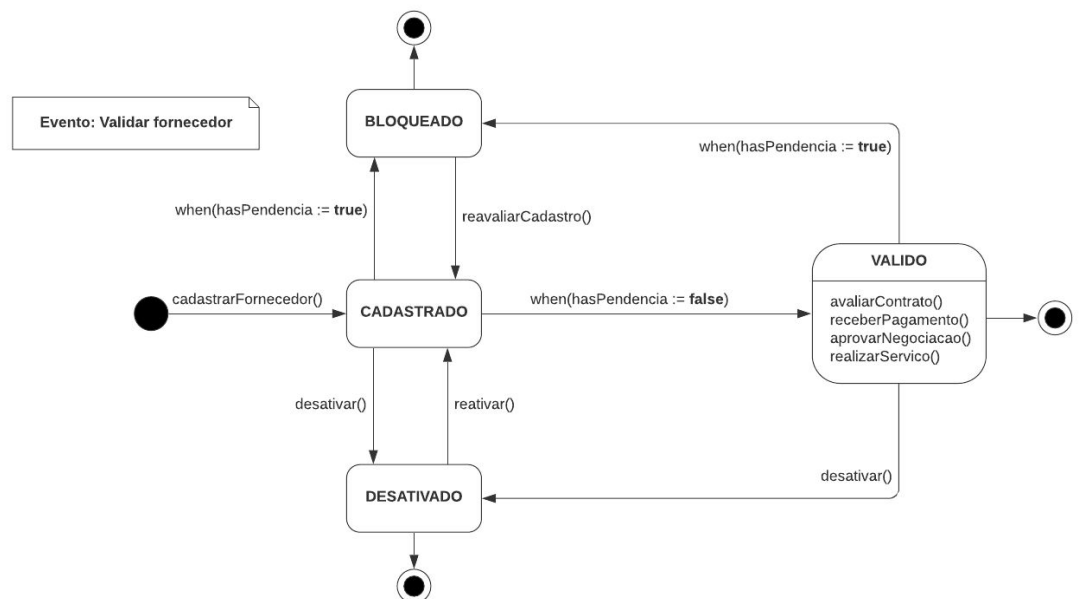 Evento: Validar fornecedor
BLOQUEADO
when(hasPendencia := true)
when(hasPendencia := true)
reavaliarCadastro()
cadastrarFornecedor()
CADASTRADO
when(hasPendencia := false)
VALIDO
avaliarContrato()
receberPagamento()
aprovarNegociacao()
realizarServico()
desativar()
reativar()
desativar()
DESATIVADO